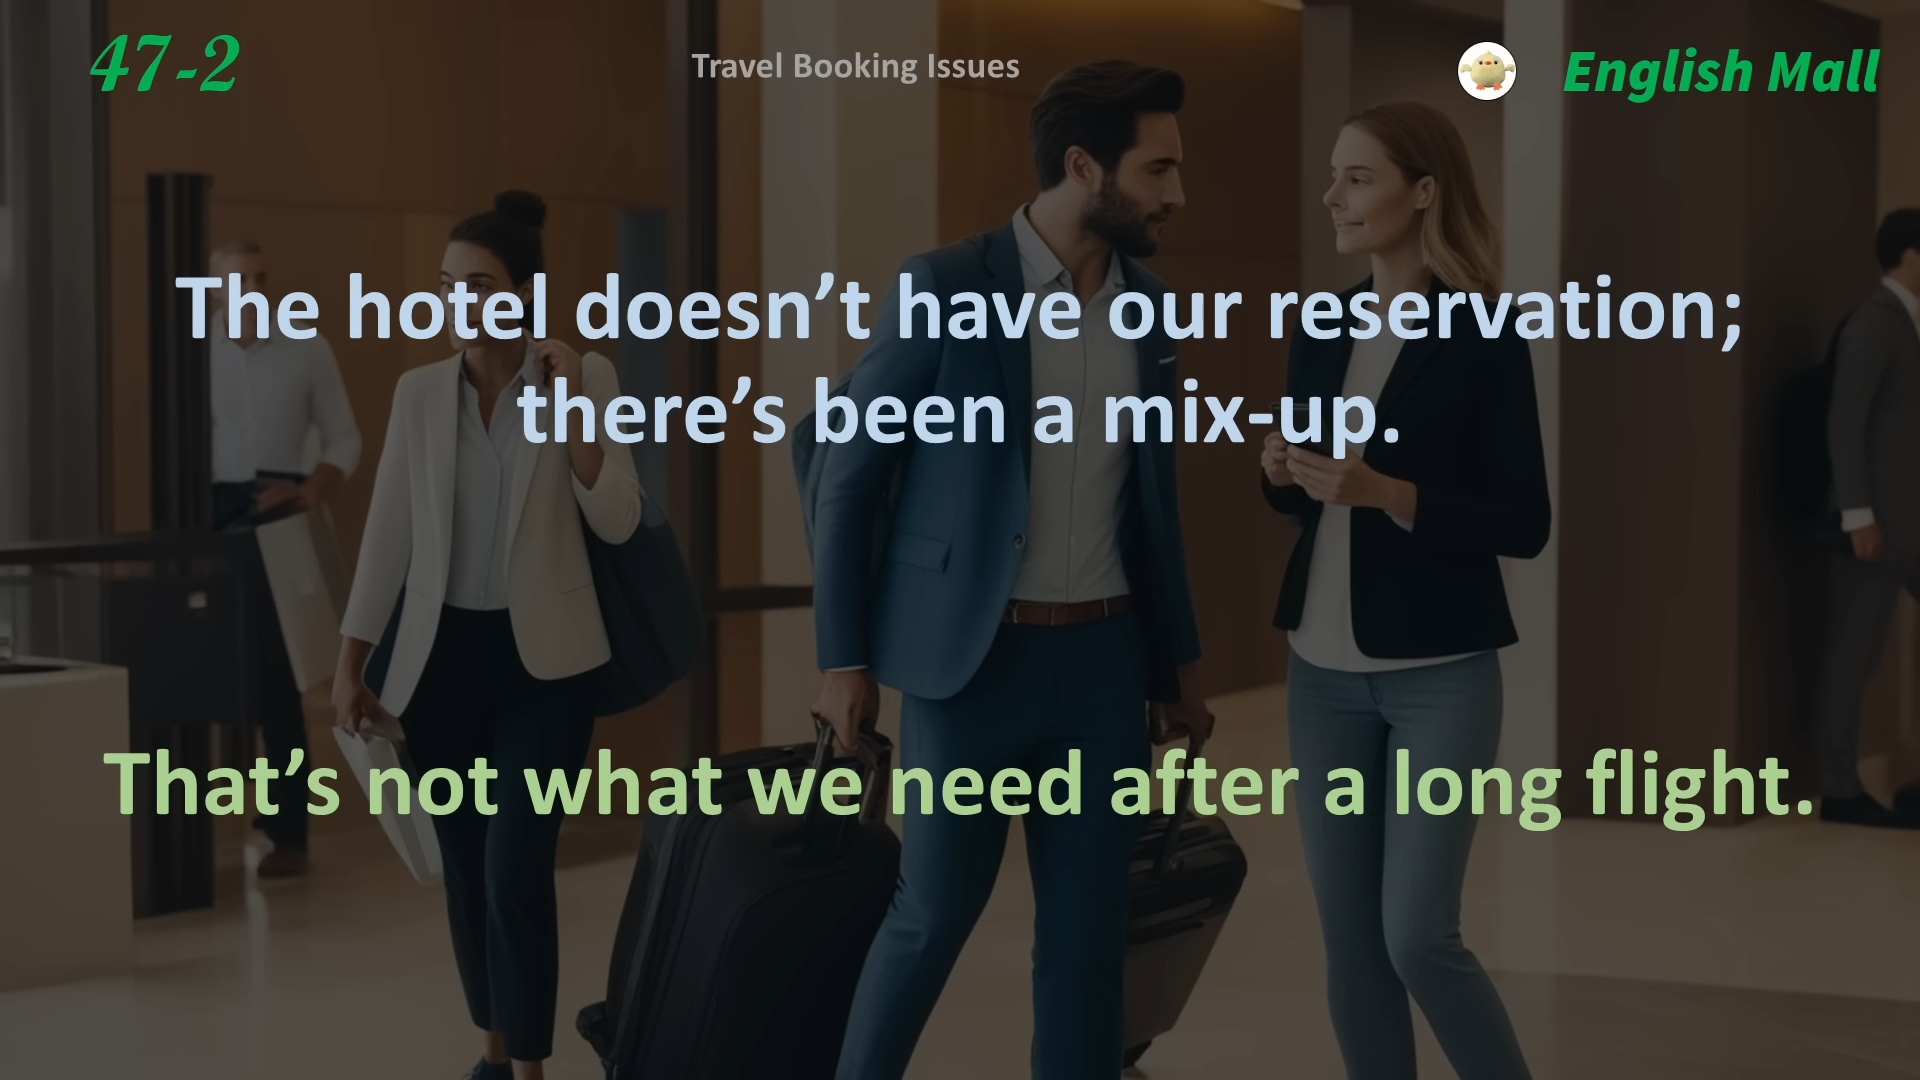 47-2
Travel Booking Issues
English Mall
The hotel doesn’t have our reservation;
there’s been a mix-up.
That’s not what we need after a long flight.